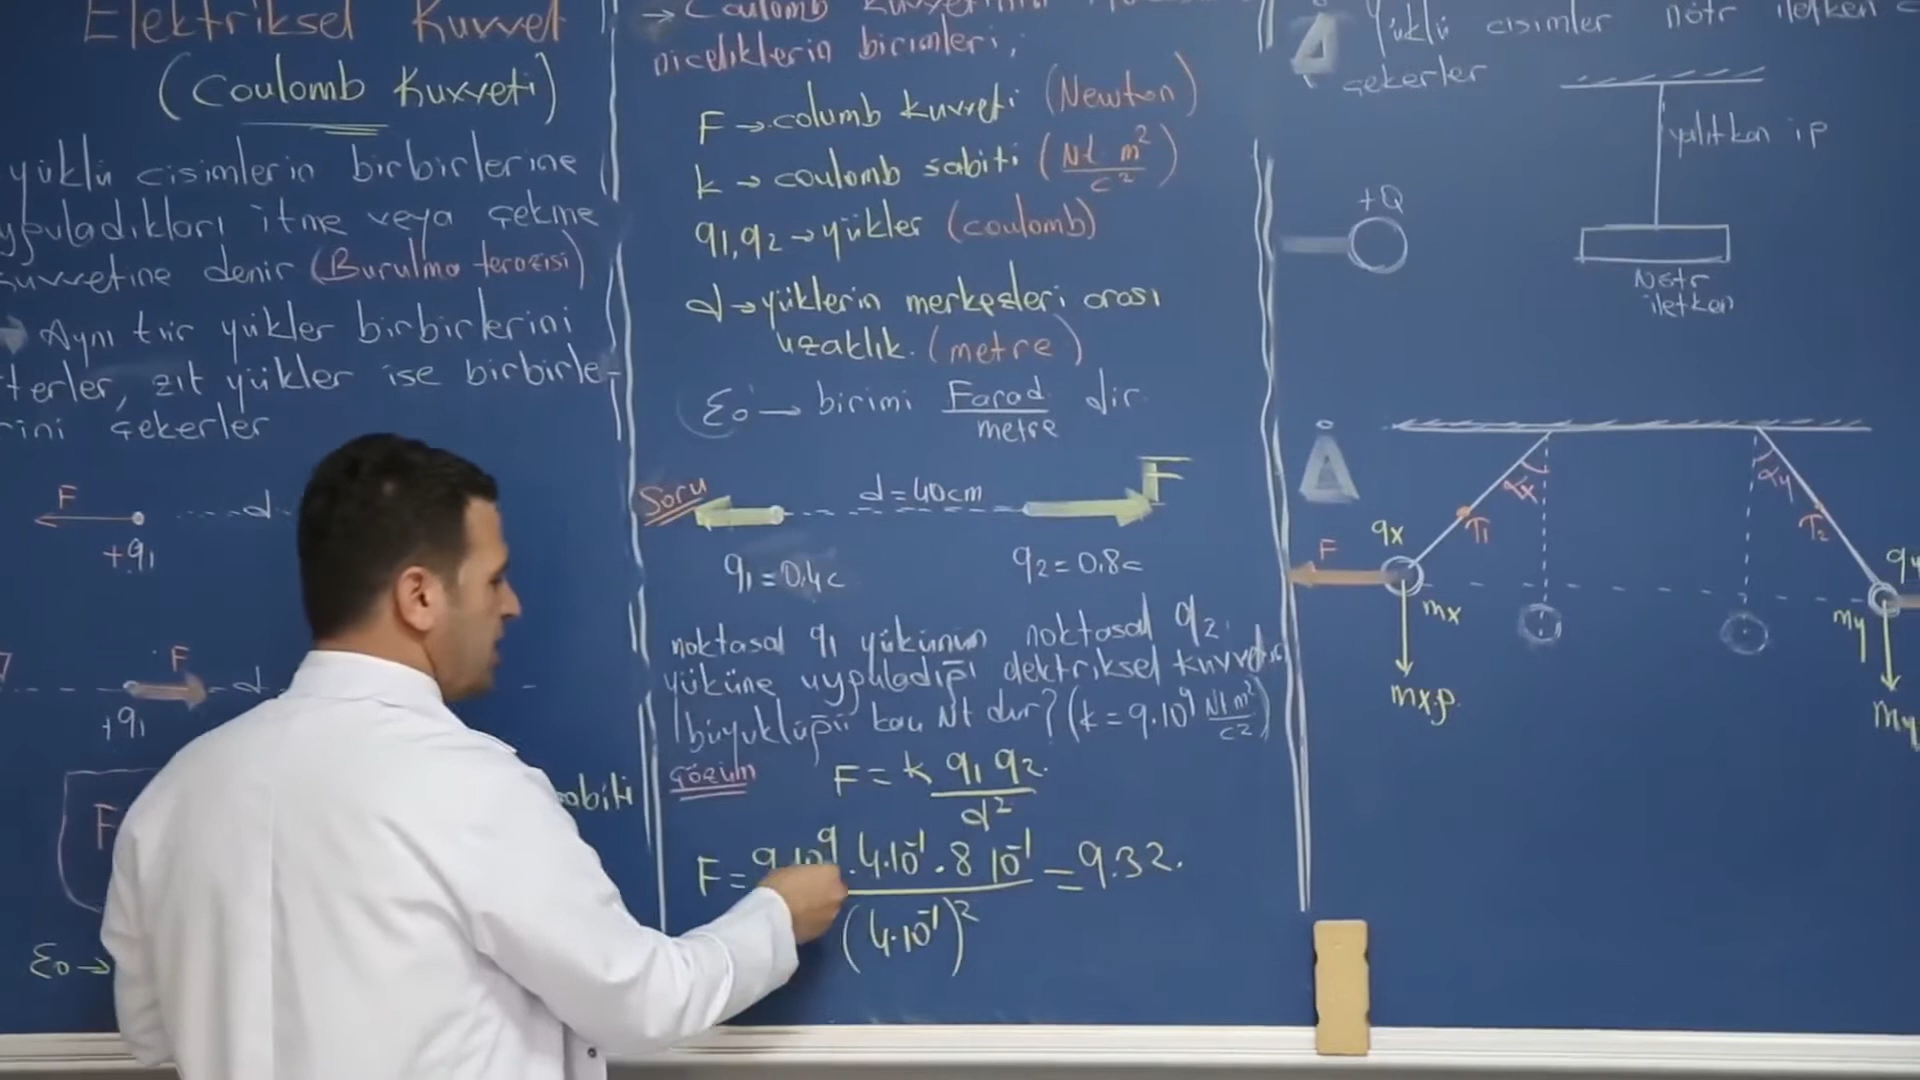 Elektriksel Kuvvet
(Coulomb Kuvveti)
yüklü cisimlerin birbirlerine
uyguladıkları itme veya çekme
kuvvetine denir (Burulma terazisi)
Aynı tür yükler birbirlerini
iterler, zıt yükler ise birbirle-
rini çekerler
F
d
+q1
F
d
+q1
F
sabiti
ε0 →
→ Coulomb
niceliklerin birimleri;
F → columb kuvveti (Newton)
k → coulomb sabiti (Nt m²/c²)
q1, q2 → yükler (coulomb)
d → yüklerin merkezleri arası
uzaklık. (metre)
ε0 → birimi Farad/metre dir.
Soru
d = 40cm
F
q1 = 0,4c
q2 = 0,8c
noktasal q1 yükünün noktasal q2
yüküne uyguladığı elektriksel kuvvetin
büyüklüğü kaç Nt dur? (k = 9.10⁹ Nt m²/c²)
Çözüm
F = k q1 q2 / d²
F = 9.10⁹ . 4.10⁻¹ . 8 10⁻¹ / (4.10⁻¹)² = 9.32.
Yüklü cisimler nötr iletken
çekerler
yalıtkan ip
+Q
Nötr
iletken
αx
αy
T1
T2
qx
F
mx
my
mx.g.